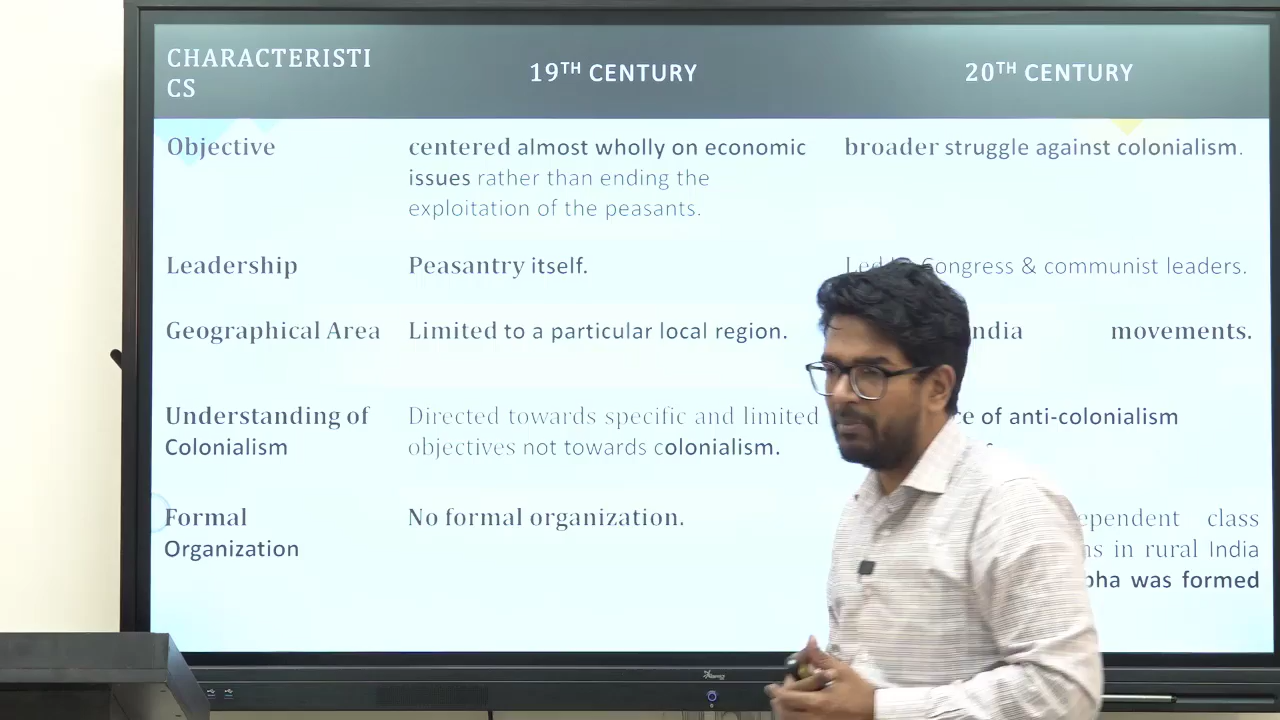 CHARACTERISTI
CS
19TH CENTURY
20TH CENTURY
Objective
centered almost wholly on economic
issues rather than ending the
exploitation of the peasants.
broader struggle against colonialism.
Leadership
Peasantry itself.
Congress & communist leaders.
Geographical Area
Limited to a particular local region.
movements.
Understanding of
Colonialism
Directed towards specific and limited
objectives not towards colonialism.
of anti-colonialism
Formal
Organization
No formal organization.
class
in rural India
was formed